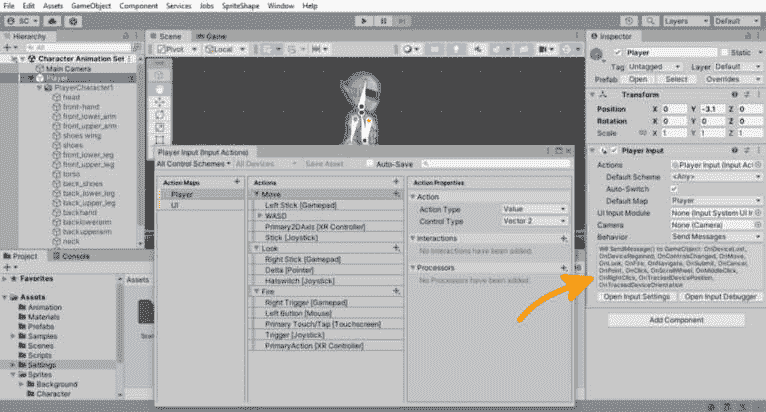 File Edit Assets GameObject Component Services Jobs SpriteShape Window Help
SC Layers Default
Hierarchy
All
Character Animation Set
Main Camera
Player
PlayerCharacter1
head
front-hand
front_lower_arm
front_upper_arm
shoes wing
shoes
front_lower_leg
front_upper_leg
torso
back_shoes
back_lower_leg
back_upper_leg
backhand
backlowerarm
backupperarm
neck
Project Console
Favorites
Assets
Animation
Materials
Prefabs
Samples
Scenes
Scripts
Settings
Sprites
Background
Character
Assets
Scene Game
Pivot Local
2D
Player Input (Input Actions)
All Control Schemes All Devices Save Asset Auto-Save
Action Maps
Player
UI
Actions
Move
Left Stick [Gamepad]
WASD
Primary2DAxis [XR Controller]
Stick [Joystick]
Look
Right Stick [Gamepad]
Delta [Pointer]
Hatswitch [Joystick]
Fire
Right Trigger [Gamepad]
Left Button [Mouse]
Primary Touch/Tap [Touchscreen]
Trigger [Joystick]
PrimaryAction [XR Controller]
Action Properties
Action
Action Type Value
Control Type Vector 2
Interactions
No Interactions have been added.
Processors
No Processors have been added.
Inspector
Player Static
Tag Untagged Layer Default
Prefab Open Select Overrides
Transform
Position X 0 Y -3.1 Z 0
Rotation X 0 Y 0 Z 0
Scale X 1 Y 1 Z 1
Player Input
Actions Player Input (Input Act
Default Scheme <Any>
Auto-Switch
Default Map Player
UI Input Module None (Input System UI In
Camera None (Camera)
Behavior Send Messages
Will SendMessage() to GameObject: OnDeviceLost,
OnDeviceRegained, OnControlsChanged, OnMove,
OnLook, OnFire, OnNavigate, OnSubmit, OnCancel,
OnPoint, OnClick, OnScrollWheel, OnMiddleClick,
OnRightClick, OnTrackedDevicePosition,
OnTrackedDeviceOrientation
Open Input Settings Open Input Debugger
Add Component